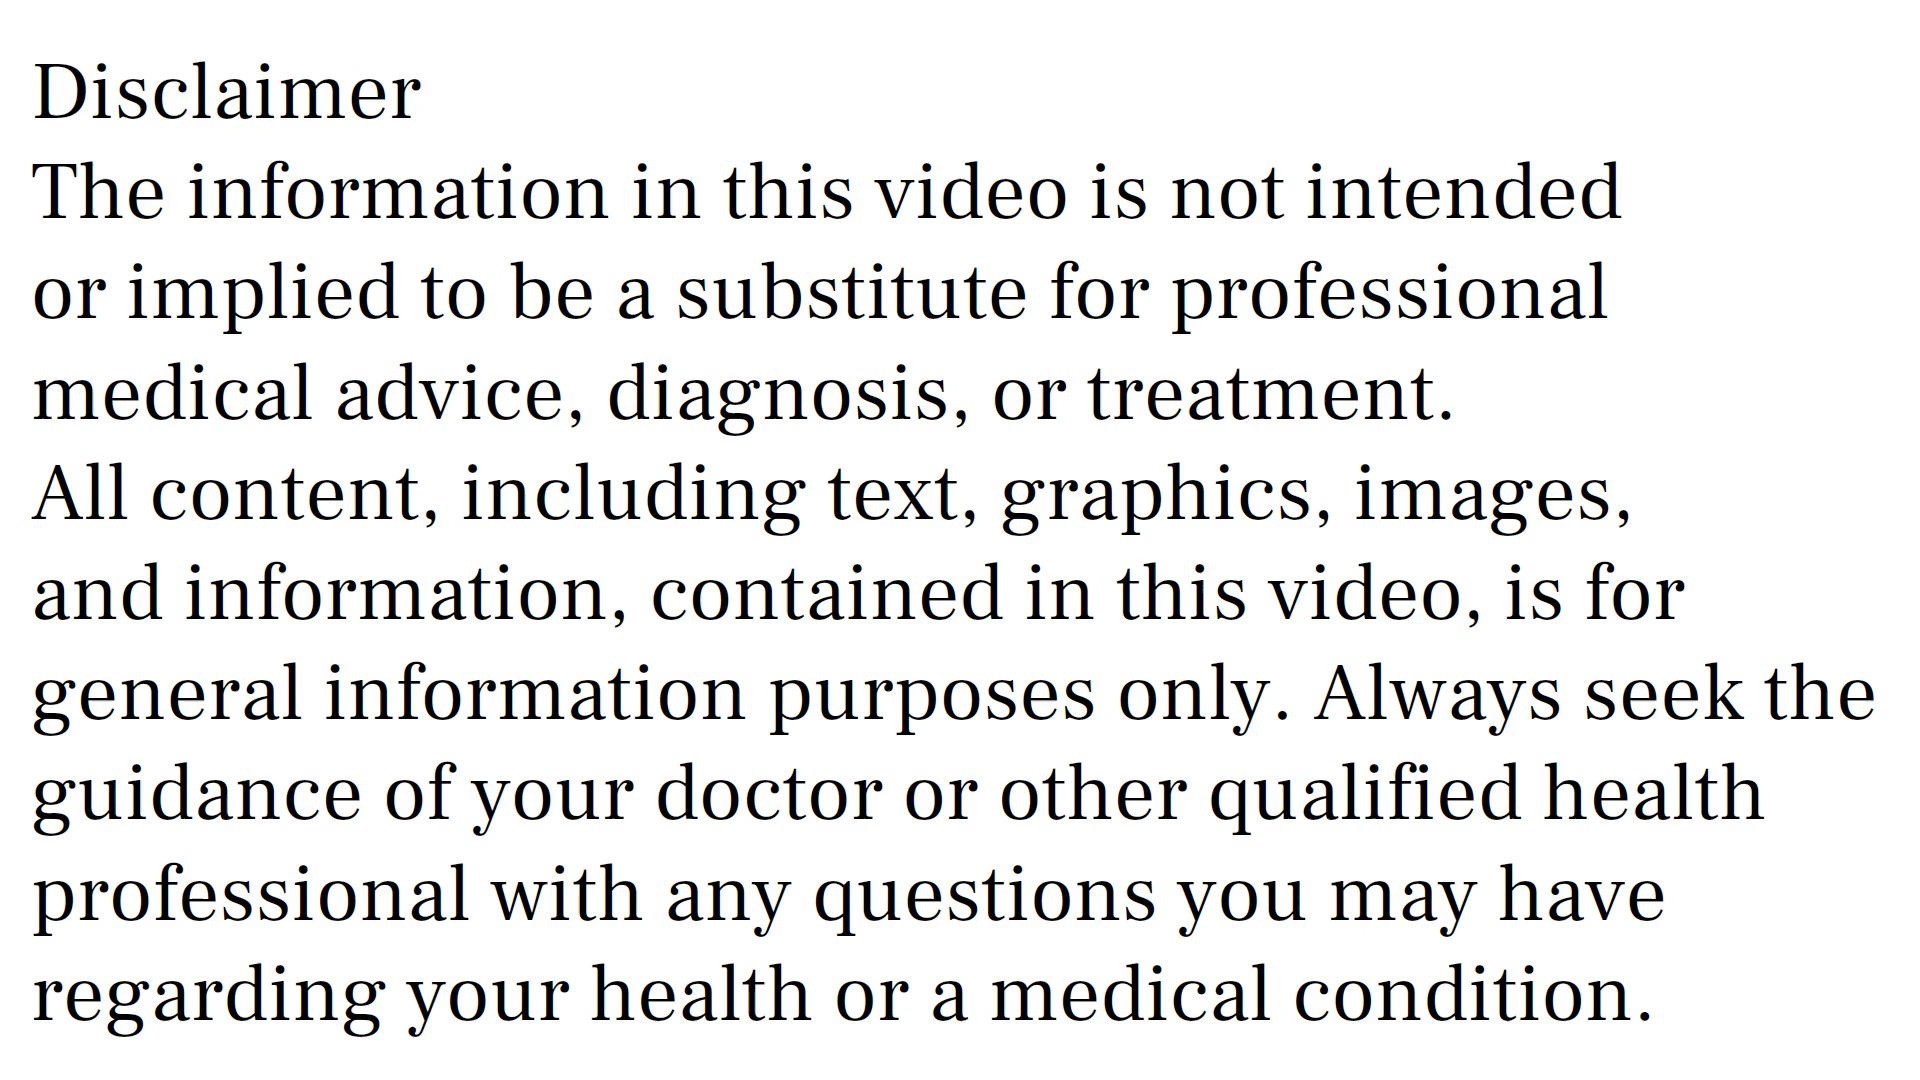 Disclaimer
The information in this video is not intended
or implied to be a substitute for professional
medical advice, diagnosis, or treatment.
All content, including text, graphics, images,
and information, contained in this video, is for
general information purposes only. Always seek the
guidance of your doctor or other qualified health
professional with any questions you may have
regarding your health or a medical condition.